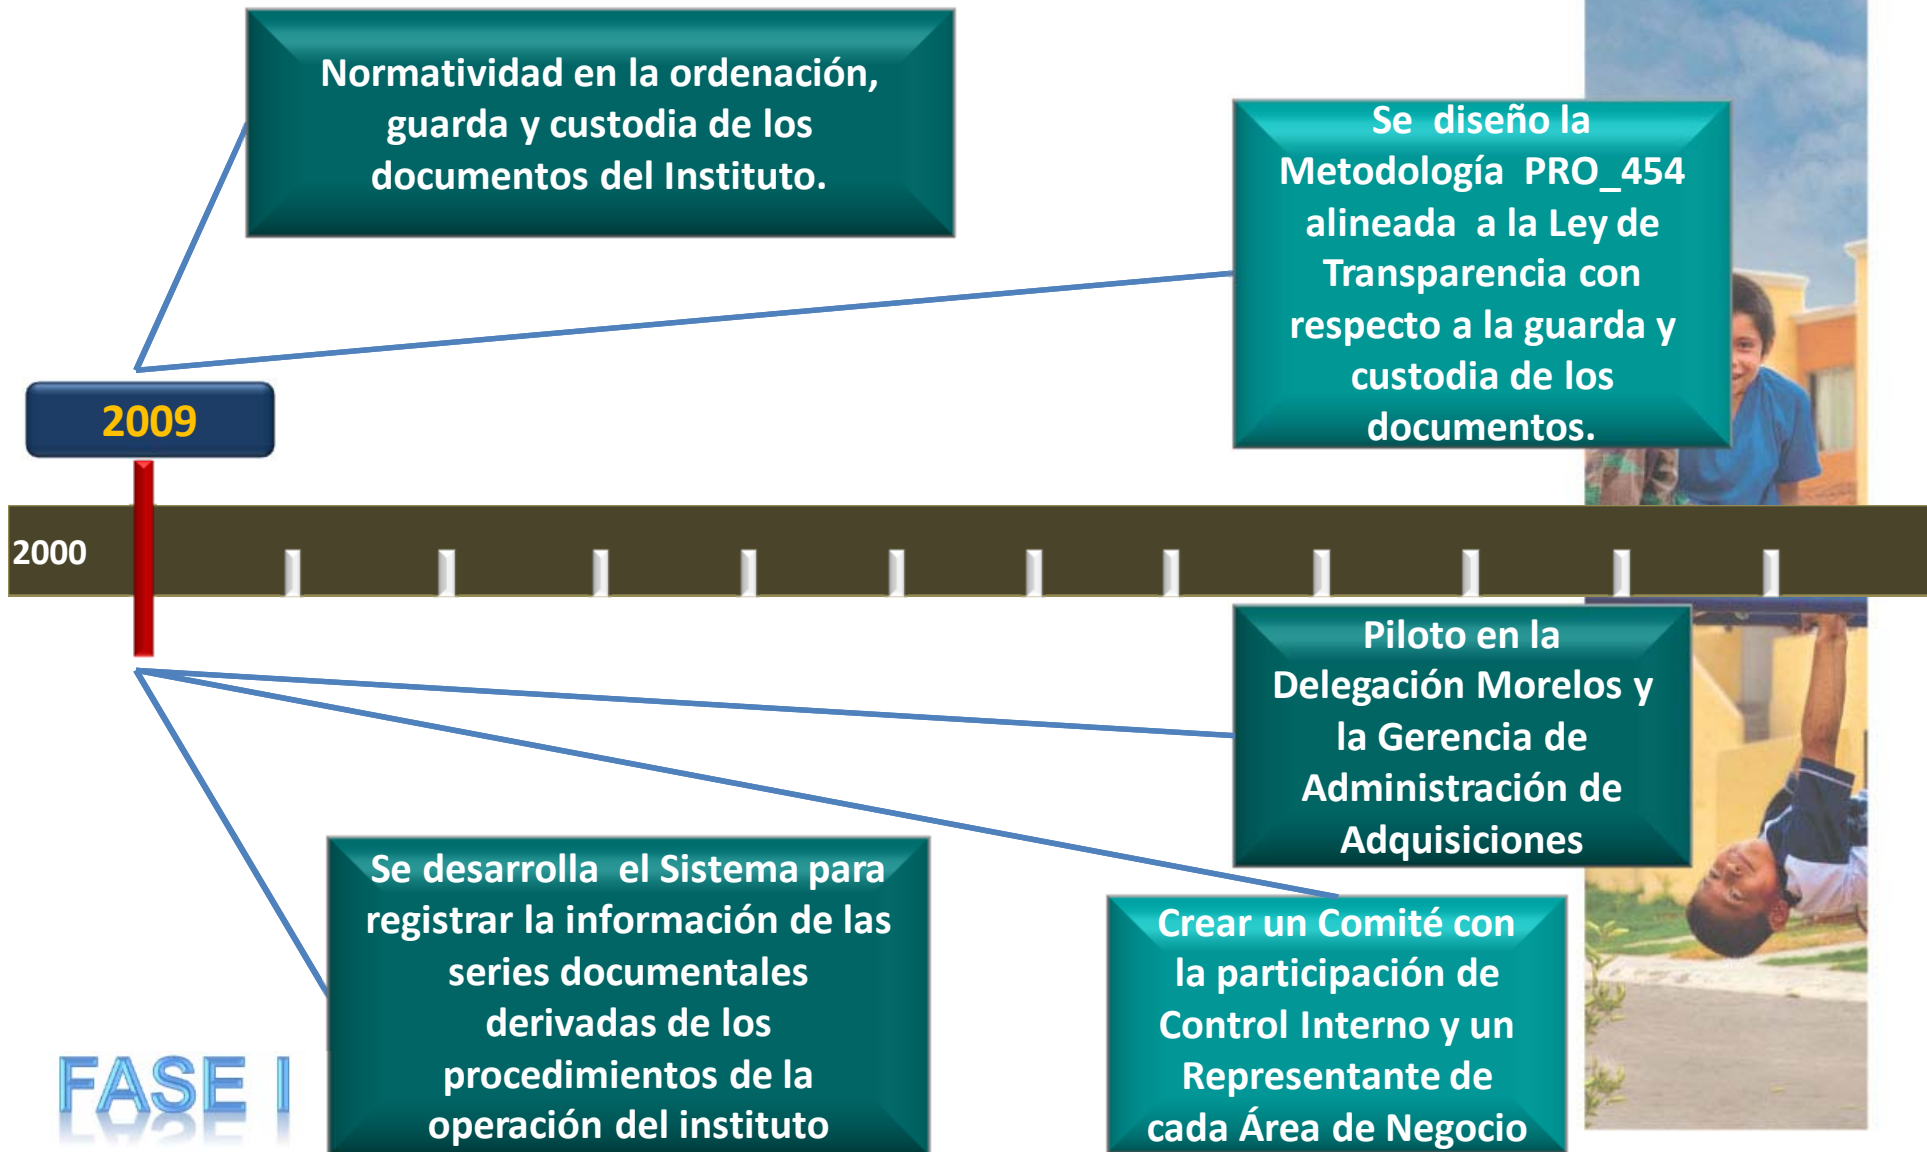 Normatividad en la ordenación,
guarda y custodia de los
documentos del Instituto.
Se diseño la
Metodología PRO_454
alineada a la Ley de
Transparencia con
respecto a la guarda y
custodia de los
documentos.
2009
2000
Piloto en la
Delegación Morelos y
la Gerencia de
Administración de
Adquisiciones
Se desarrolla el Sistema para
registrar la información de las
series documentales
derivadas de los
procedimientos de la
operación del instituto
Crear un Comité con
la participación de
Control Interno y un
Representante de
cada Área de Negocio
FASE I